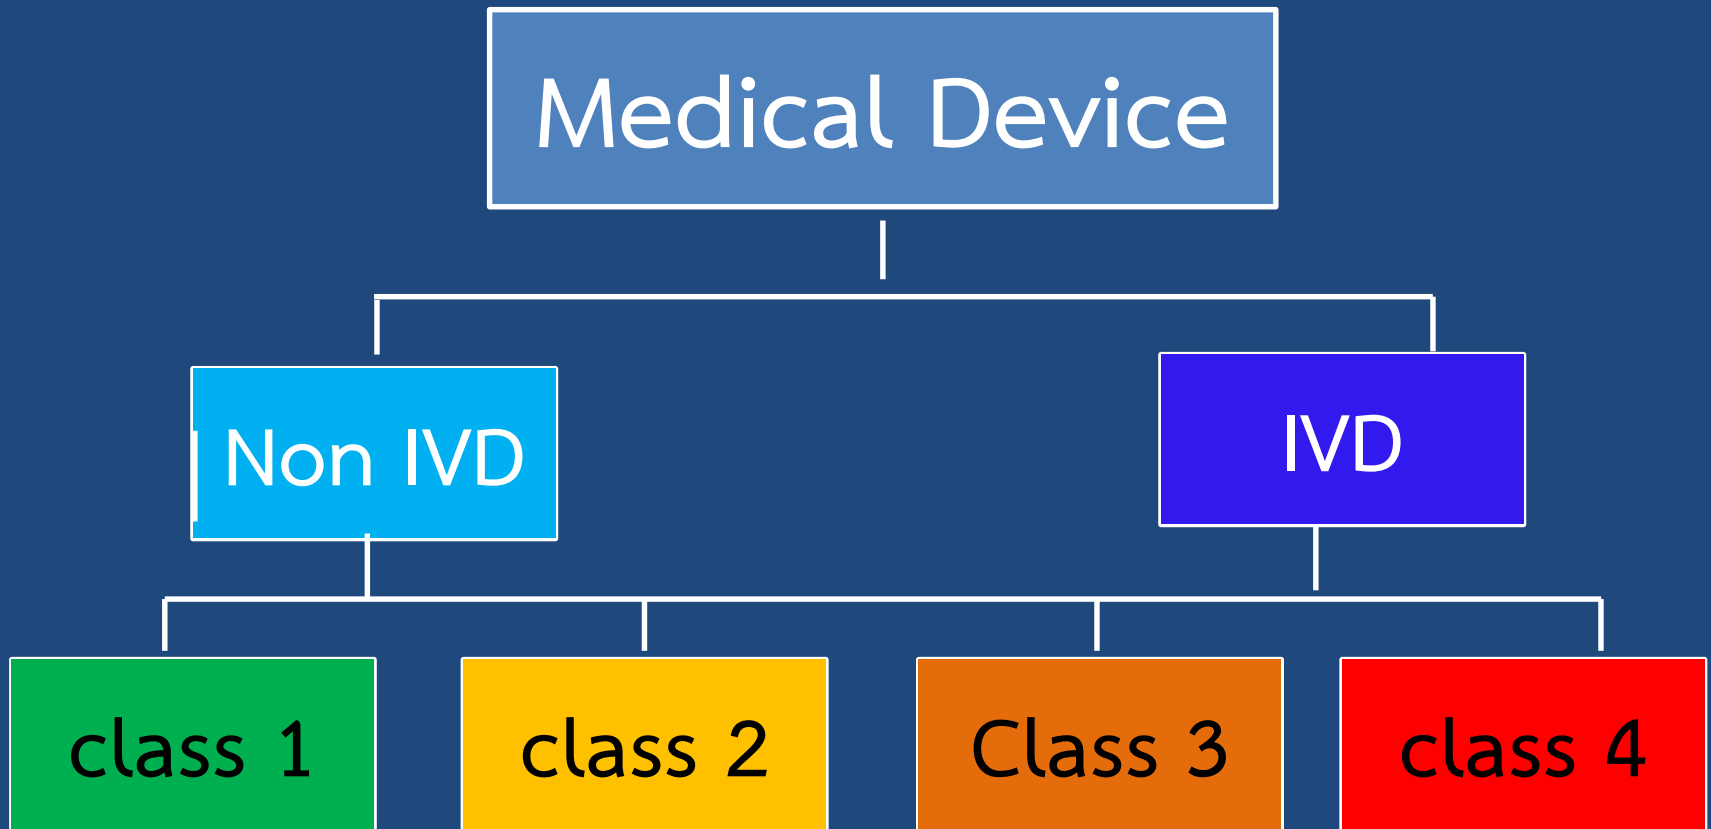 Medical Device
Non IVD
IVD
class 1
class 2
Class 3
class 4